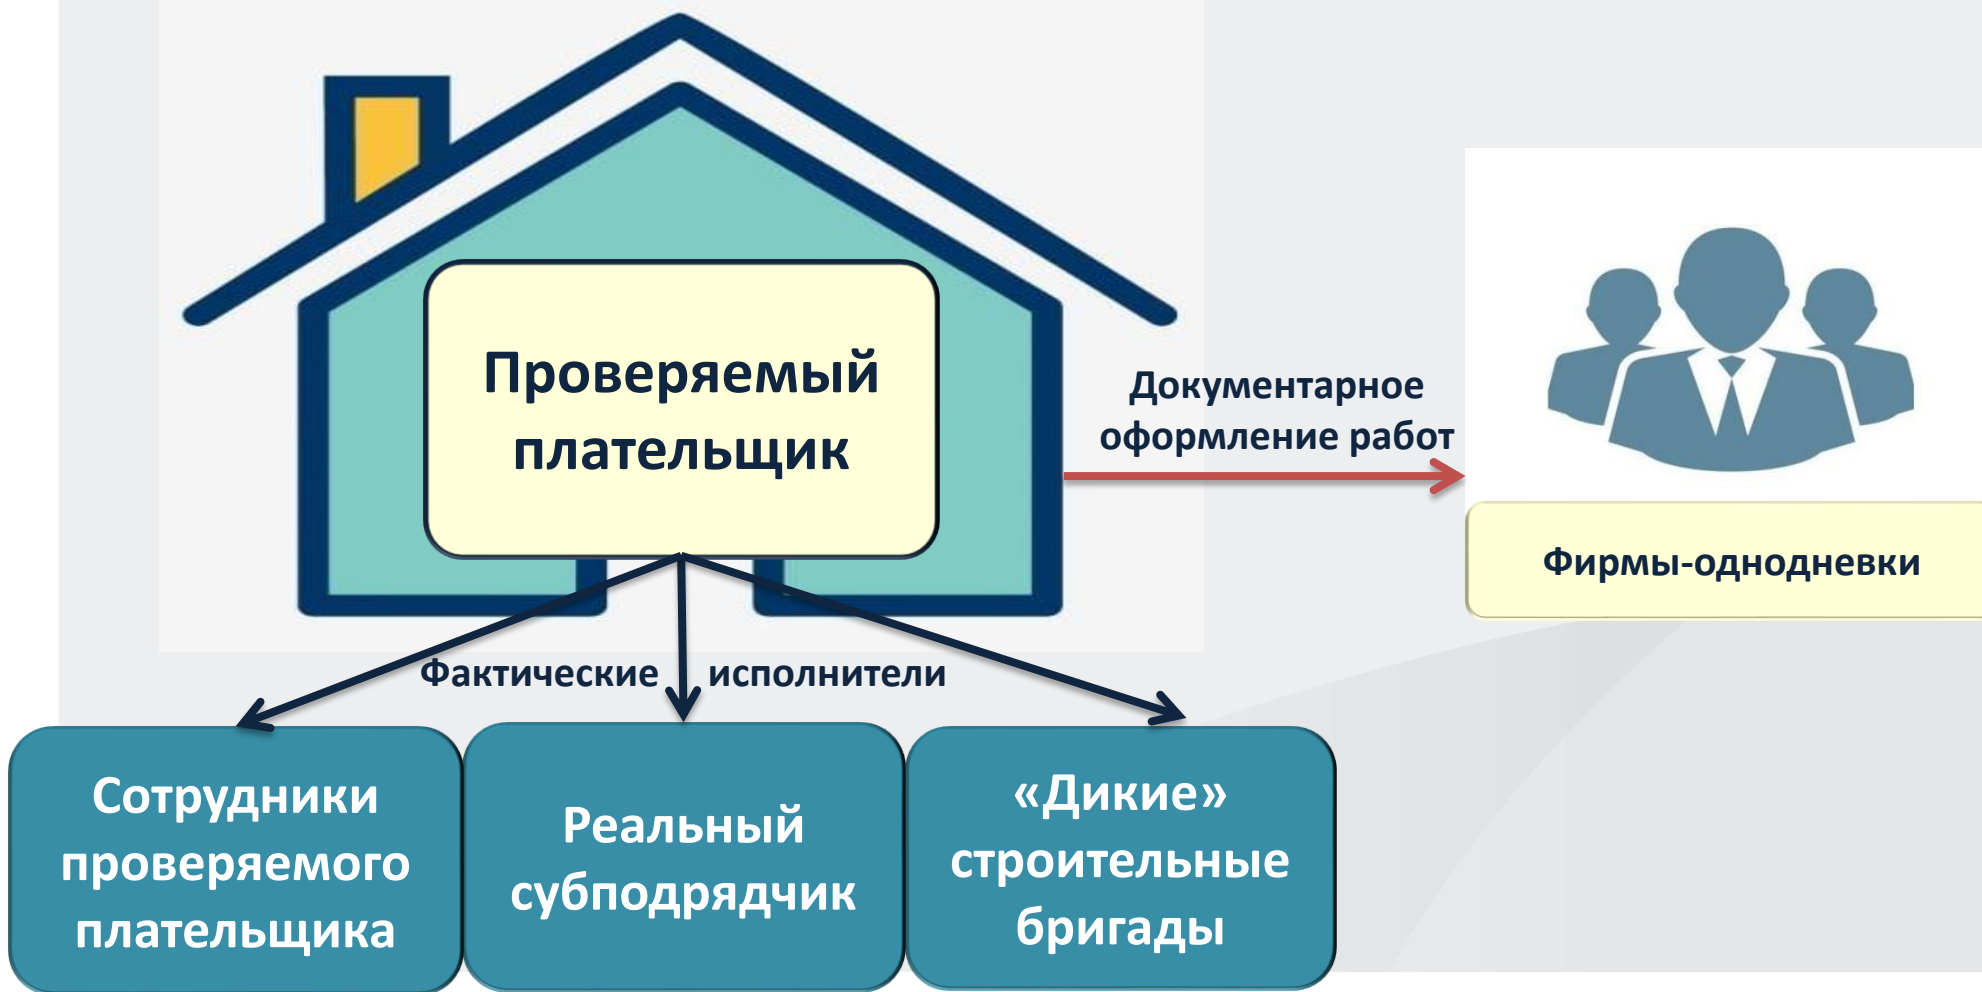 Проверяемый
плательщик
Документарное
оформление работ
Фирмы-однодневки
Фактические исполнители
Сотрудники
проверяемого
плательщика
Реальный
субподрядчик
«Дикие»
строительные
бригады